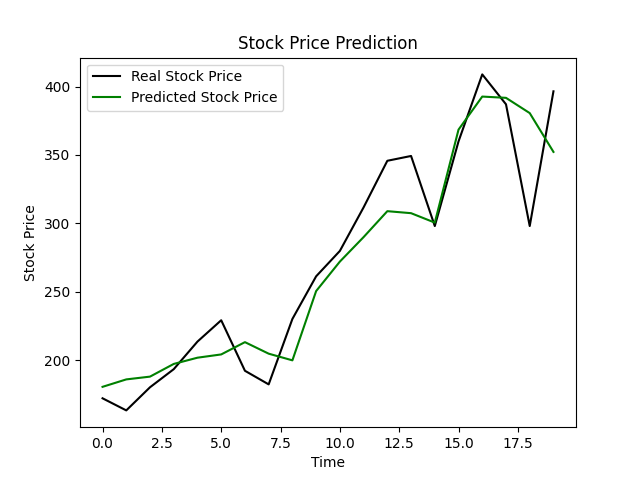 Stock Price Prediction
Real Stock Price
Predicted Stock Price
400
350
300
250
200
Stock Price
0.0 2.5 5.0 7.5 10.0 12.5 15.0 17.5
Time